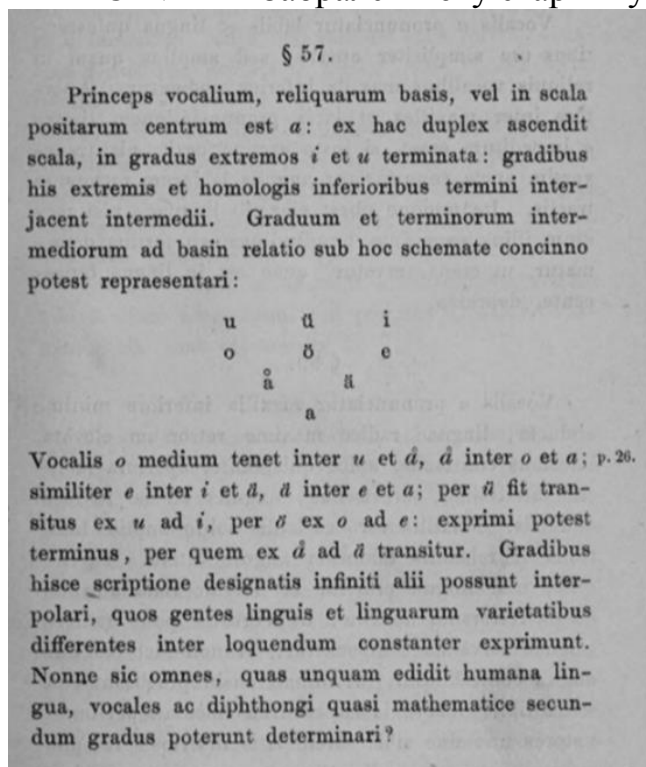 § 57.
Princeps vocalium, reliquarum basis, vel in scala
positarum centrum est a: ex hac duplex ascendit
scala, in gradus extremos i et u terminata: gradibus
his extremis et homologis inferioribus termini inter-
jacent intermedii. Graduum et terminorum inter-
mediorum ad basin relatio sub hoc schemate concinno
potest repraesentari:
u ü i
o ö e
å ä
a
Vocalis o medium tenet inter u et å, å inter o et a; p. 26.
similiter e inter i et ä, ä inter e et a; per ü fit tran-
situs ex u ad i, per ö ex o ad e: exprimi potest
terminus, per quem ex å ad ä transitur. Gradibus
hisce scriptione designatis infiniti alii possunt inter-
polari, quos gentes linguis et linguarum varietatibus
differentes inter loquendum constanter exprimunt.
Nonne sic omnes, quas unquam edidit humana lin-
gua, vocales ac diphthongi quasi mathematice secun-
dum gradus poterunt determinari?